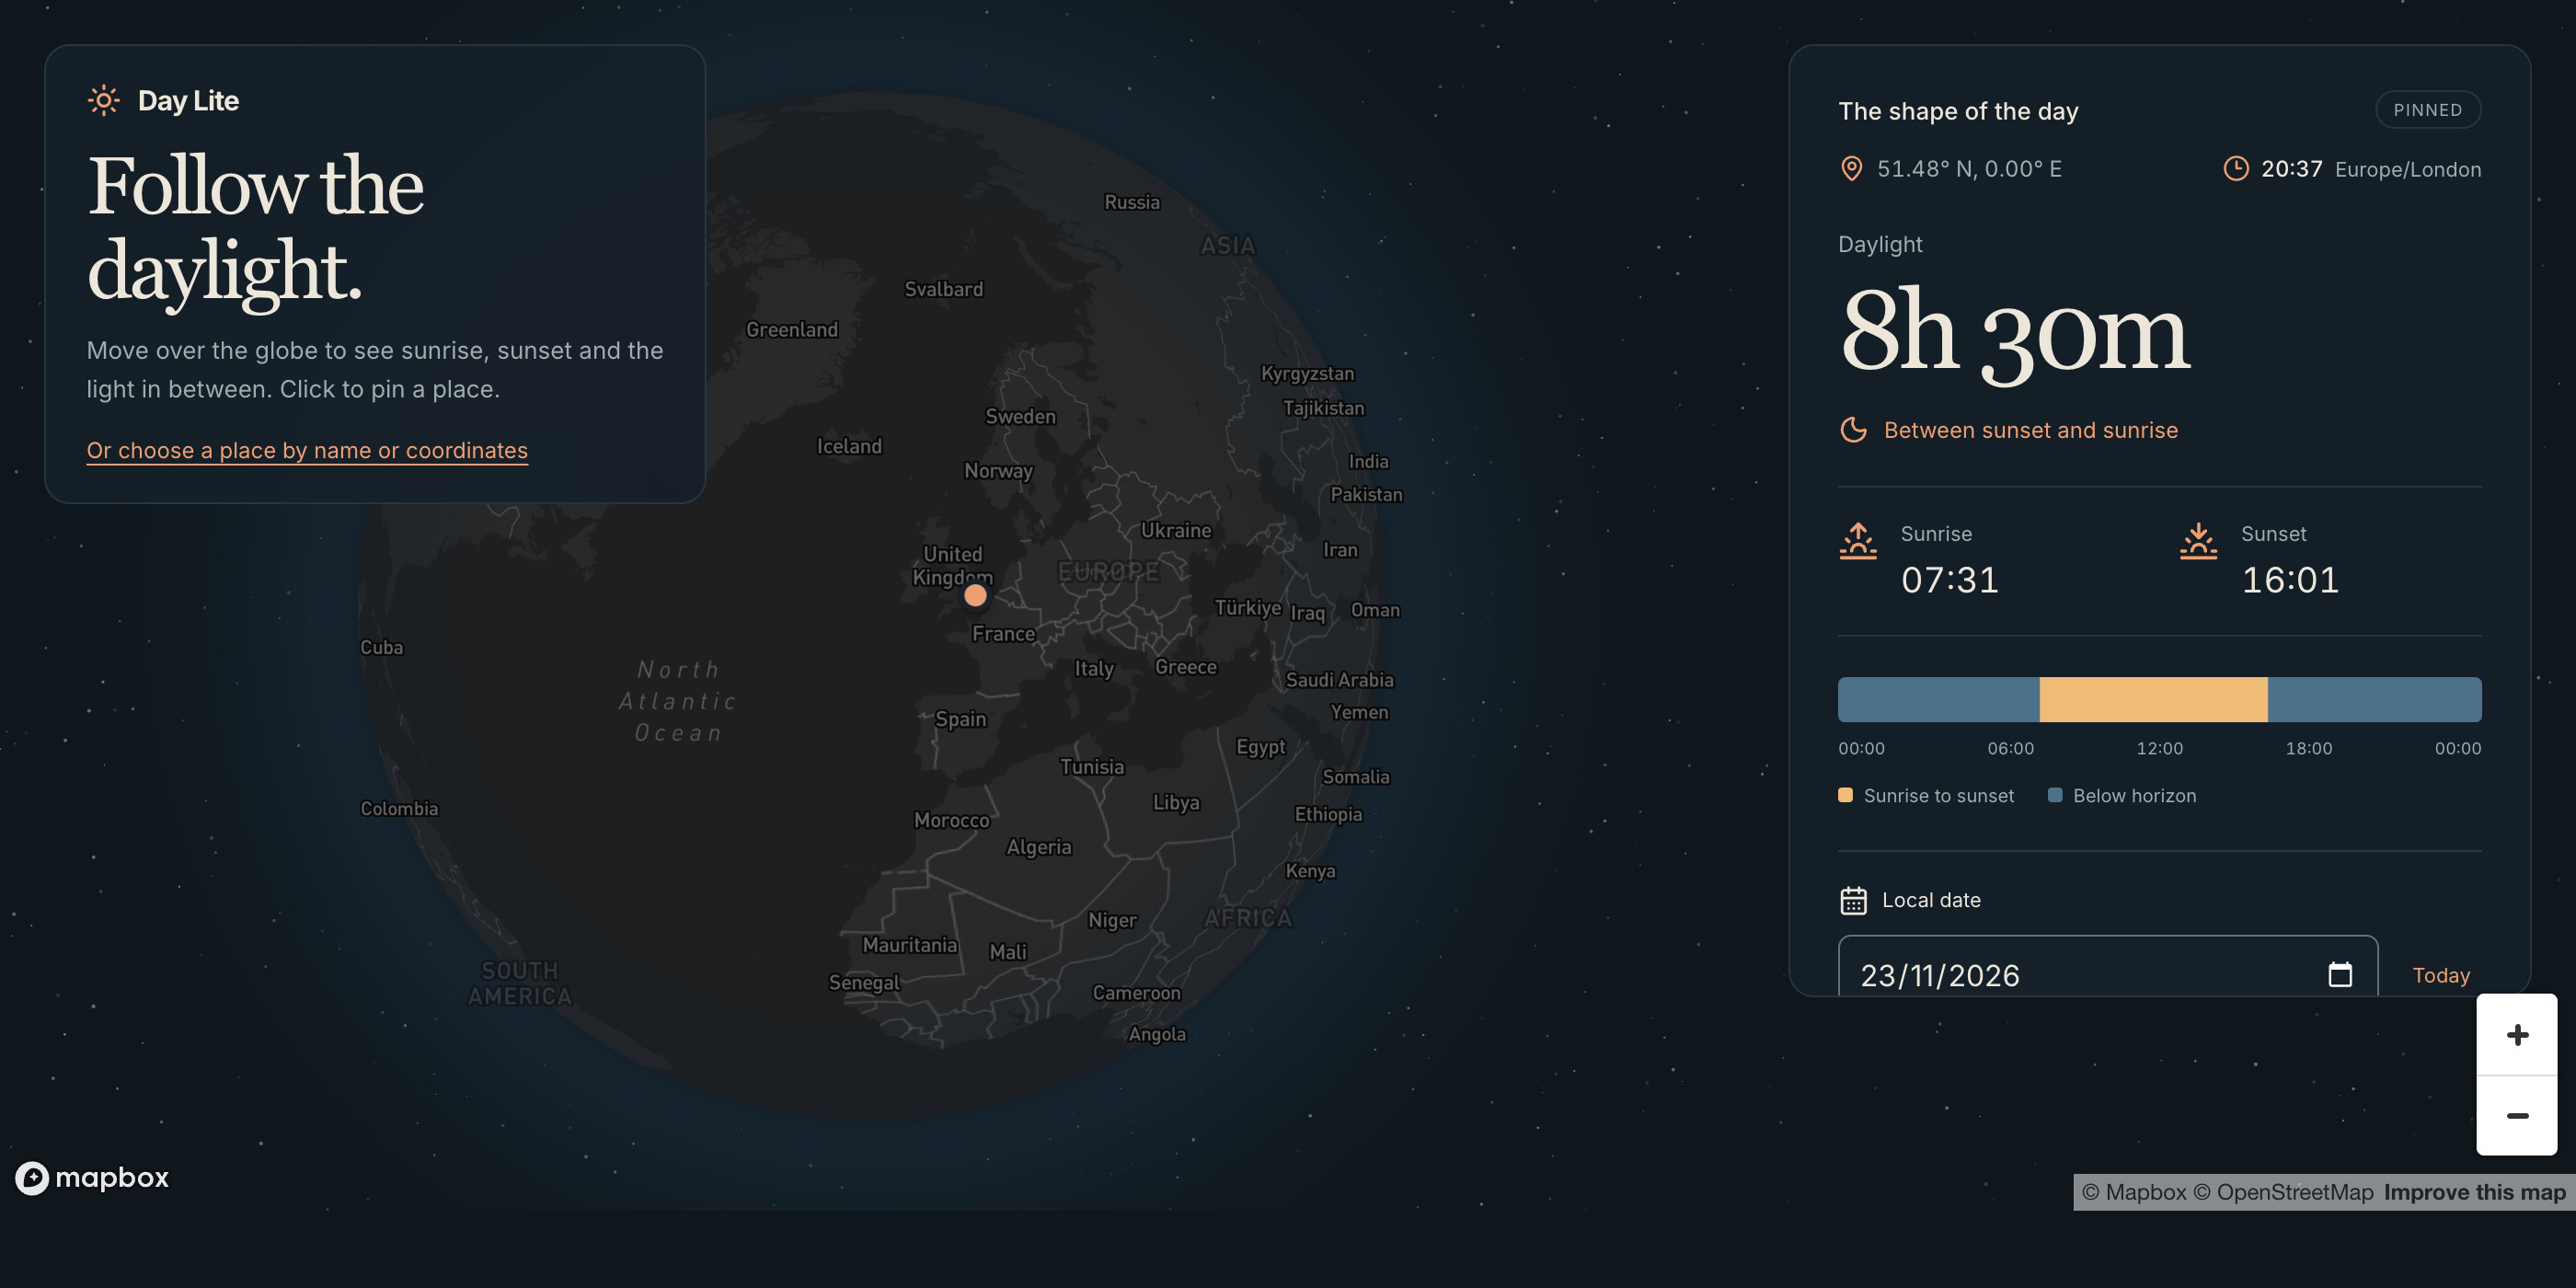 Day Lite
Follow the
daylight.
Move over the globe to see sunrise, sunset and the
light in between. Click to pin a place.
Or choose a place by name or coordinates
Russia
ASIA
Svalbard
Greenland
Kyrgyzstan
Tajikistan
Sweden
Iceland
Norway
India
Pakistan
Ukraine
Iran
United
Kingdom
EUROPE
Türkiye
Iraq
Oman
France
Cuba
Italy
Greece
North
Atlantic
Ocean
Saudi Arabia
Yemen
Spain
Egypt
Tunisia
Somalia
Colombia
Libya
Ethiopia
Morocco
Algeria
Kenya
Niger
AFRICA
Mauritania
Mali
SOUTH
AMERICA
Senegal
Cameroon
Angola
The shape of the day
PINNED
51.48° N, 0.00° E
20:37 Europe/London
Daylight
8h 30m
Between sunset and sunrise
Sunrise
07:31
Sunset
16:01
00:00 06:00 12:00 18:00 00:00
Sunrise to sunset
Below horizon
Local date
23/11/2026
Today
+
−
mapbox
© Mapbox © OpenStreetMap Improve this map